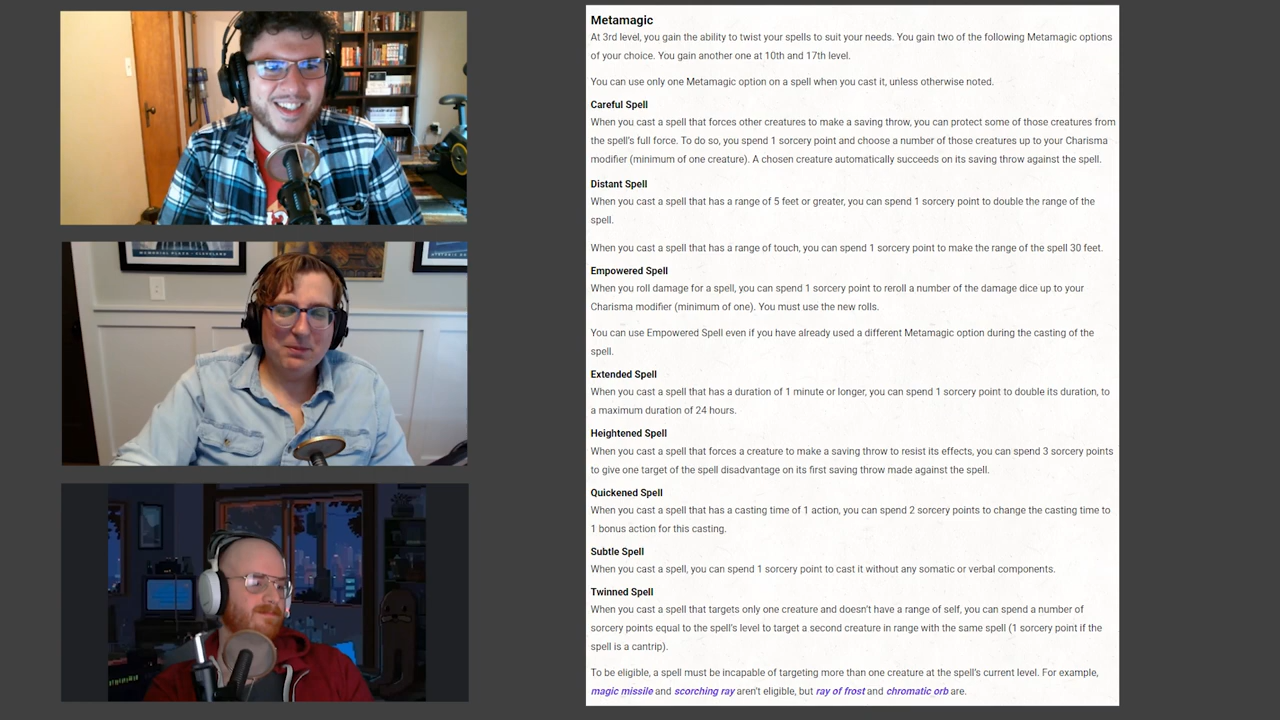 MEMORIAL PLAZA - CLEVELAND
Metamagic
At 3rd level, you gain the ability to twist your spells to suit your needs. You gain two of the following Metamagic options
of your choice. You gain another one at 10th and 17th level.
You can use only one Metamagic option on a spell when you cast it, unless otherwise noted.
Careful Spell
When you cast a spell that forces other creatures to make a saving throw, you can protect some of those creatures from
the spell's full force. To do so, you spend 1 sorcery point and choose a number of those creatures up to your Charisma
modifier (minimum of one creature). A chosen creature automatically succeeds on its saving throw against the spell.
Distant Spell
When you cast a spell that has a range of 5 feet or greater, you can spend 1 sorcery point to double the range of the
spell.
When you cast a spell that has a range of touch, you can spend 1 sorcery point to make the range of the spell 30 feet.
Empowered Spell
When you roll damage for a spell, you can spend 1 sorcery point to reroll a number of the damage dice up to your
Charisma modifier (minimum of one). You must use the new rolls.
You can use Empowered Spell even if you have already used a different Metamagic option during the casting of the
spell.
Extended Spell
When you cast a spell that has a duration of 1 minute or longer, you can spend 1 sorcery point to double its duration, to
a maximum duration of 24 hours.
Heightened Spell
When you cast a spell that forces a creature to make a saving throw to resist its effects, you can spend 3 sorcery points
to give one target of the spell disadvantage on its first saving throw made against the spell.
Quickened Spell
When you cast a spell that has a casting time of 1 action, you can spend 2 sorcery points to change the casting time to
1 bonus action for this casting.
Subtle Spell
When you cast a spell, you can spend 1 sorcery point to cast it without any somatic or verbal components.
Twinned Spell
When you cast a spell that targets only one creature and doesn't have a range of self, you can spend a number of
sorcery points equal to the spell's level to target a second creature in range with the same spell (1 sorcery point if the
spell is a cantrip).
To be eligible, a spell must be incapable of targeting more than one creature at the spell's current level. For example,
magic missile and scorching ray aren't eligible, but ray of frost and chromatic orb are.